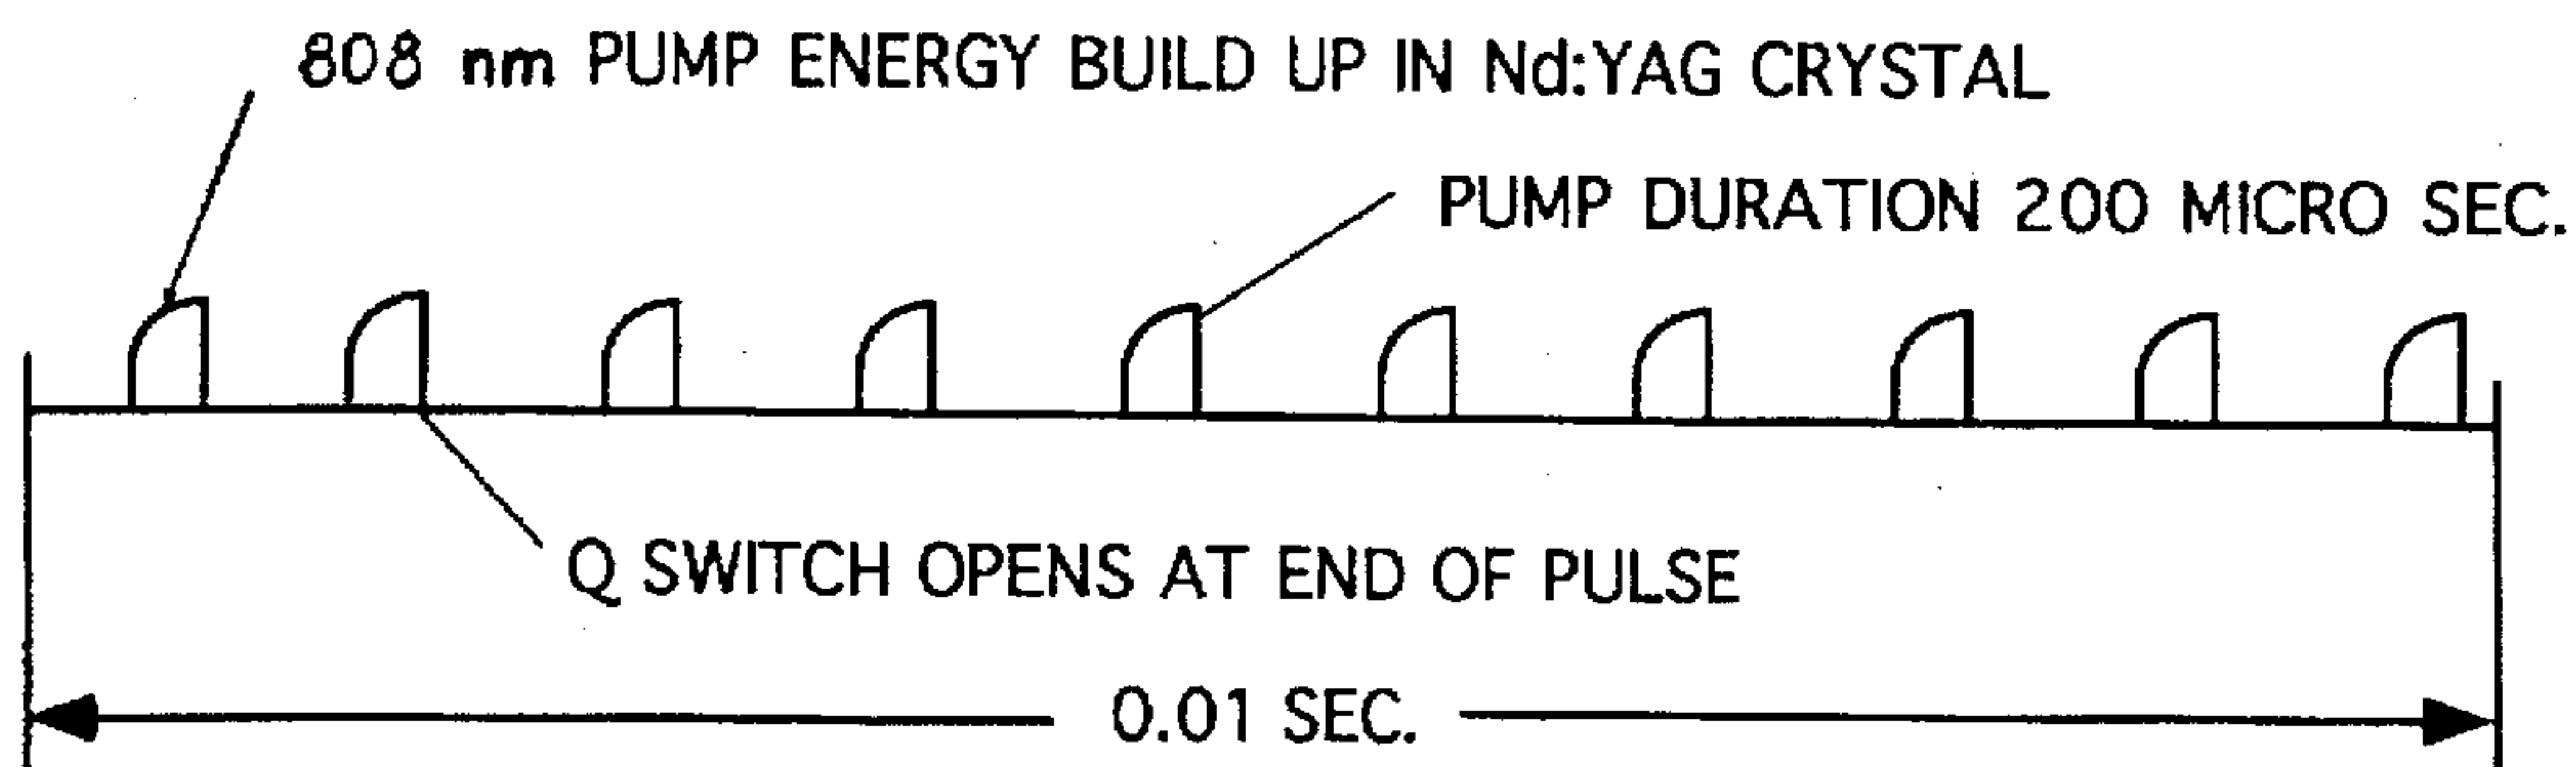 808 nm PUMP ENERGY BUILD UP IN Nd:YAG CRYSTAL
PUMP DURATION 200 MICRO SEC.
Q SWITCH OPENS AT END OF PULSE
0.01 SEC.